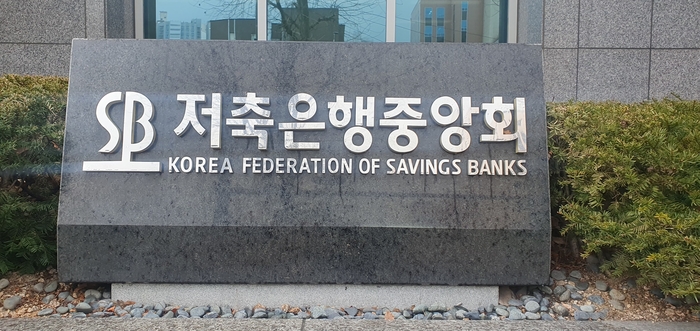 SB 저축은행중앙회
KOREA FEDERATION OF SAVINGS BANKS